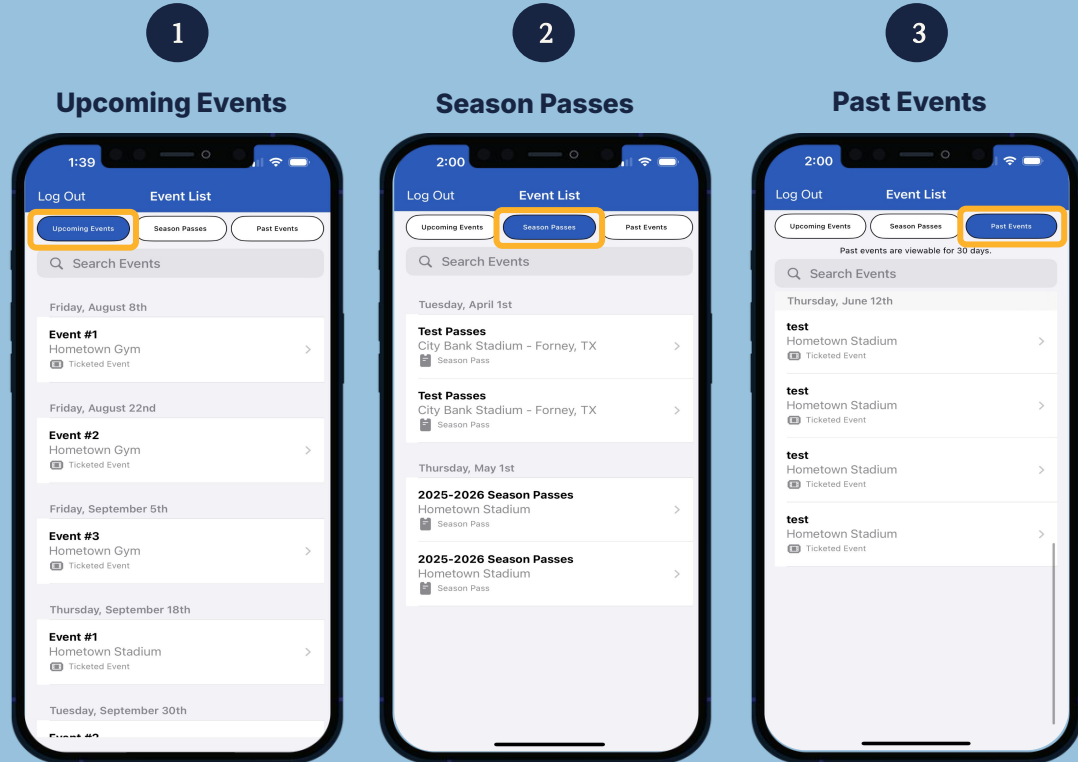 1
Upcoming Events
1:39
Log Out Event List
Upcoming Events Season Passes Past Events
Search Events
Friday, August 8th
Event #1
Hometown Gym
Ticketed Event
Friday, August 22nd
Event #2
Hometown Gym
Ticketed Event
Friday, September 5th
Event #3
Hometown Gym
Ticketed Event
Thursday, September 18th
Event #1
Hometown Stadium
Ticketed Event
Tuesday, September 30th
Event #2
2
Season Passes
2:00
Log Out Event List
Upcoming Events Season Passes Past Events
Search Events
Tuesday, April 1st
Test Passes
City Bank Stadium - Forney, TX
Season Pass
Test Passes
City Bank Stadium - Forney, TX
Season Pass
Thursday, May 1st
2025-2026 Season Passes
Hometown Stadium
Season Pass
2025-2026 Season Passes
Hometown Stadium
Season Pass
3
Past Events
2:00
Log Out Event List
Upcoming Events Season Passes Past Events
Past events are viewable for 30 days.
Search Events
Thursday, June 12th
test
Hometown Stadium
Ticketed Event
test
Hometown Stadium
Ticketed Event
test
Hometown Stadium
Ticketed Event
test
Hometown Stadium
Ticketed Event